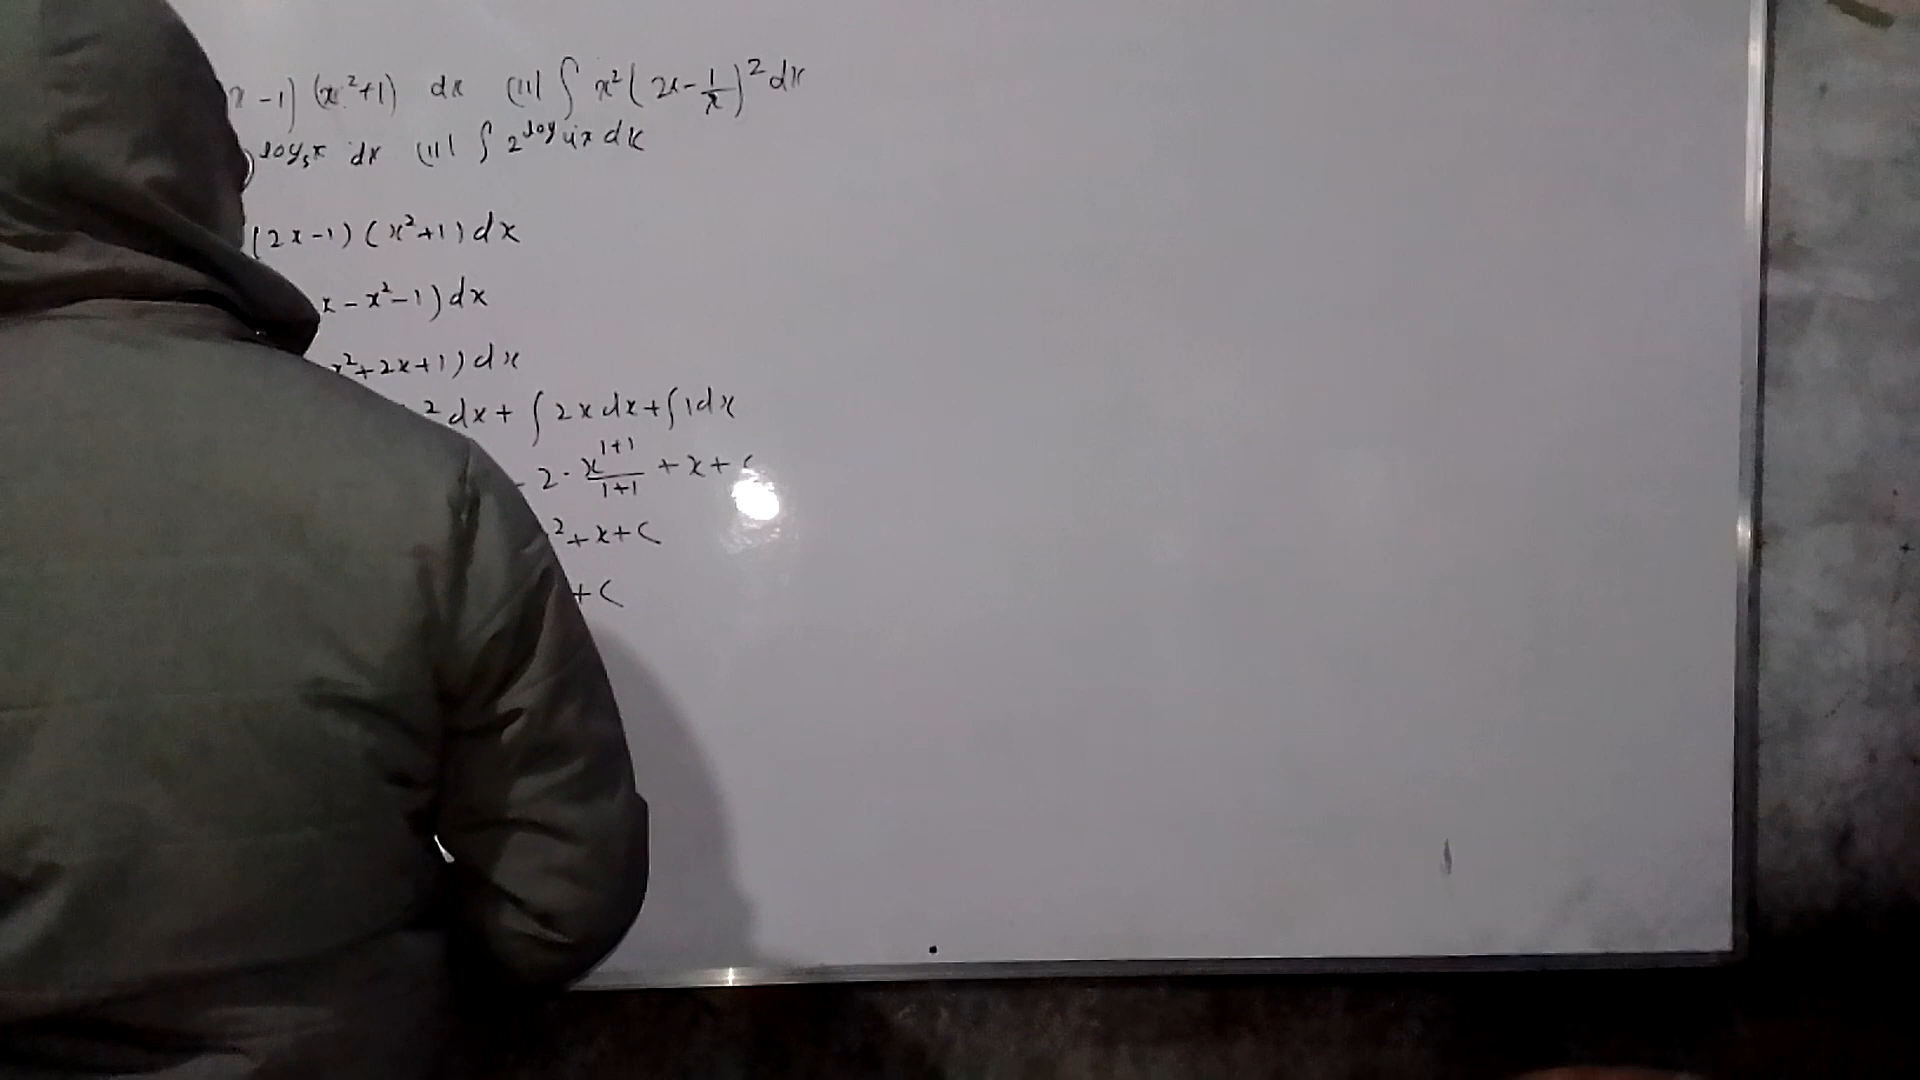 x - 1) (x² + 1) dx (ii) ∫ x² (2x - 1/x)² dx
log₅x dx (ii) ∫ 2^log₄x dx
(2x - 1) (x² + 1) dx
x - x² - 1) dx
x² + 2x + 1) dx
² dx + ∫ 2x dx + ∫ 1 dx
2 · x^(1+1)/(1+1) + x + c
² + x + c
+ c